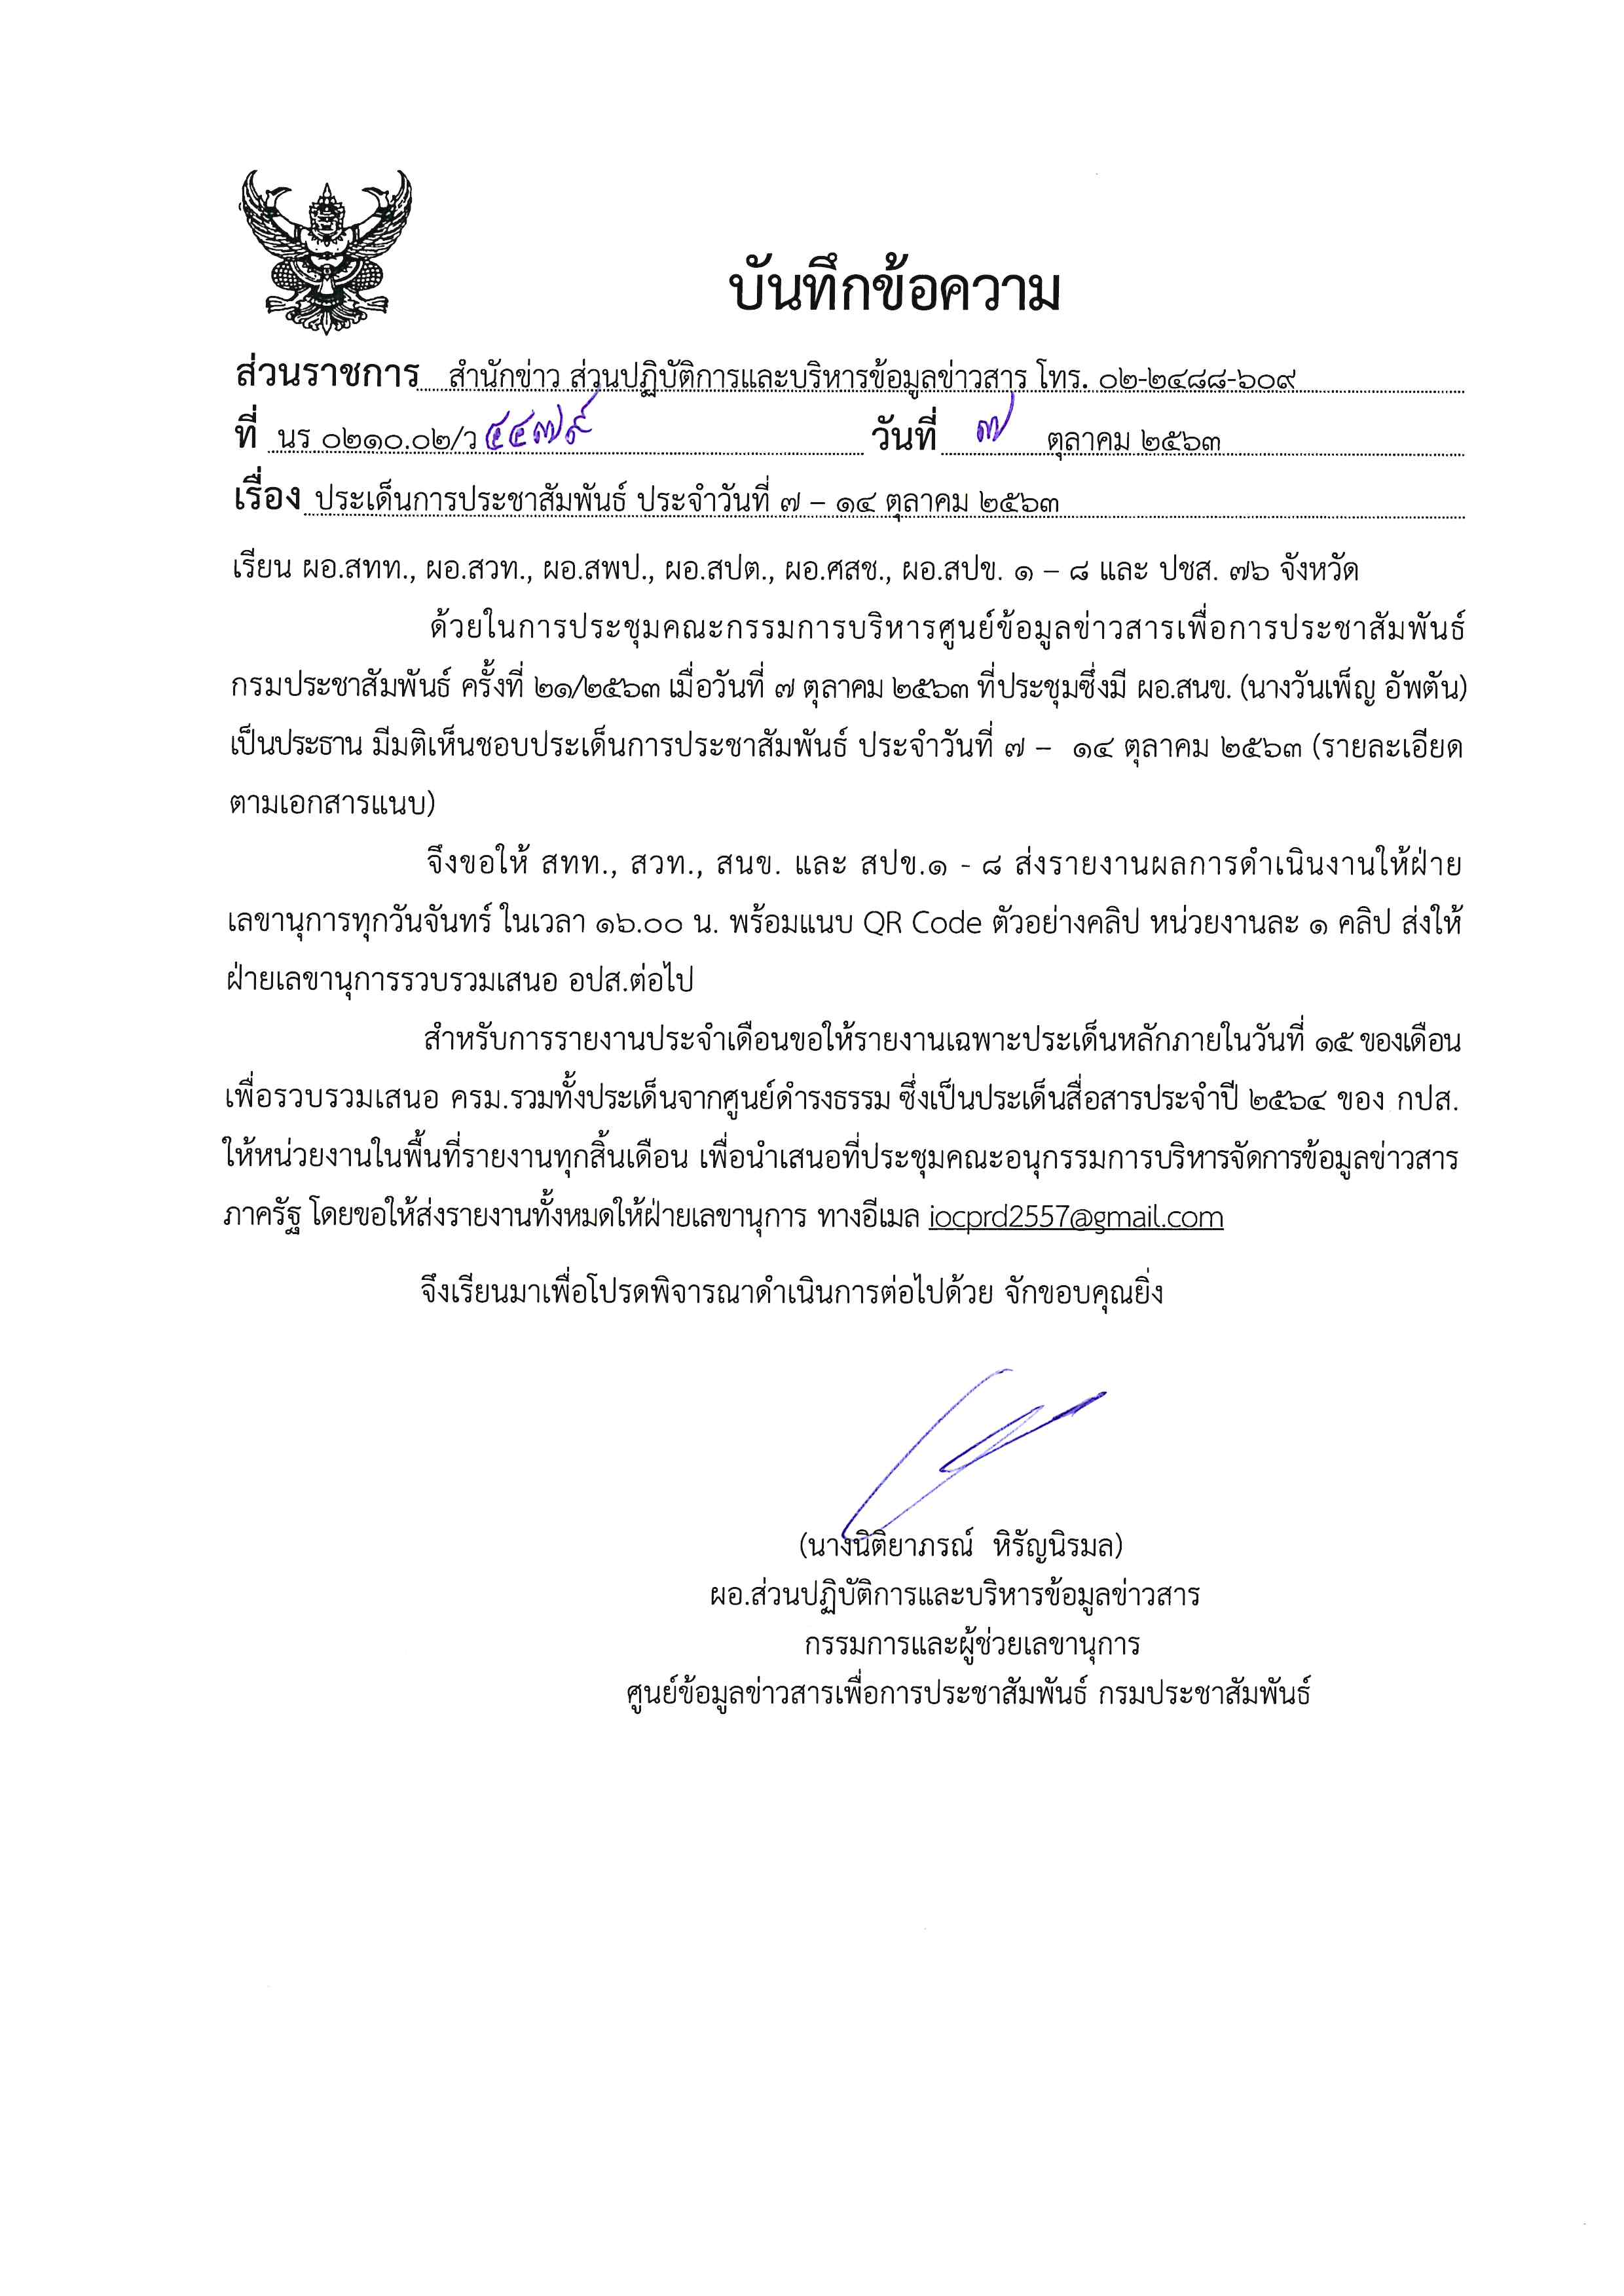 บันทึกข้อความ
ส่วนราชการ สำนักข่าว ส่วนปฏิบัติการและบริหารข้อมูลข่าวสาร โทร. ๐๒-๒๔๘๘-๖๐๙
ที่ นร ๐๒๑๐.๐๒/ว ๔๔๗๙ วันที่ ๗ ตุลาคม ๒๕๖๓
เรื่อง ประเด็นการประชาสัมพันธ์ ประจำวันที่ ๗ – ๑๔ ตุลาคม ๒๕๖๓
เรียน ผอ.สทท., ผอ.สวท., ผอ.สพป., ผอ.สปต., ผอ.ศสช., ผอ.สปข. ๑ – ๘ และ ปชส. ๗๖ จังหวัด
ด้วยในการประชุมคณะกรรมการบริหารศูนย์ข้อมูลข่าวสารเพื่อการประชาสัมพันธ์
กรมประชาสัมพันธ์ ครั้งที่ ๒๑/๒๕๖๓ เมื่อวันที่ ๗ ตุลาคม ๒๕๖๓ ที่ประชุมซึ่งมี ผอ.สนข. (นางวันเพ็ญ อัพตัน)
เป็นประธาน มีมติเห็นชอบประเด็นการประชาสัมพันธ์ ประจำวันที่ ๗ – ๑๔ ตุลาคม ๒๕๖๓ (รายละเอียด
ตามเอกสารแนบ)
จึงขอให้ สทท., สวท., สนข. และ สปข.๑ - ๘ ส่งรายงานผลการดำเนินงานให้ฝ่าย
เลขานุการทุกวันจันทร์ ในเวลา ๑๖.๐๐ น. พร้อมแนบ QR Code ตัวอย่างคลิป หน่วยงานละ ๑ คลิป ส่งให้
ฝ่ายเลขานุการรวบรวมเสนอ อปส.ต่อไป
สำหรับการรายงานประจำเดือนขอให้รายงานเฉพาะประเด็นหลักภายในวันที่ ๑๕ ของเดือน
เพื่อรวบรวมเสนอ ครม.รวมทั้งประเด็นจากศูนย์ดำรงธรรม ซึ่งเป็นประเด็นสื่อสารประจำปี ๒๕๖๔ ของ กปส.
ให้หน่วยงานในพื้นที่รายงานทุกสิ้นเดือน เพื่อนำเสนอที่ประชุมคณะอนุกรรมการบริหารจัดการข้อมูลข่าวสาร
ภาครัฐ โดยขอให้ส่งรายงานทั้งหมดให้ฝ่ายเลขานุการ ทางอีเมล iocprd2557@gmail.com
จึงเรียนมาเพื่อโปรดพิจารณาดำเนินการต่อไปด้วย จักขอบคุณยิ่ง
(นางนิติยาภรณ์ หิรัญนิรมล)
ผอ.ส่วนปฏิบัติการและบริหารข้อมูลข่าวสาร
กรรมการและผู้ช่วยเลขานุการ
ศูนย์ข้อมูลข่าวสารเพื่อการประชาสัมพันธ์ กรมประชาสัมพันธ์